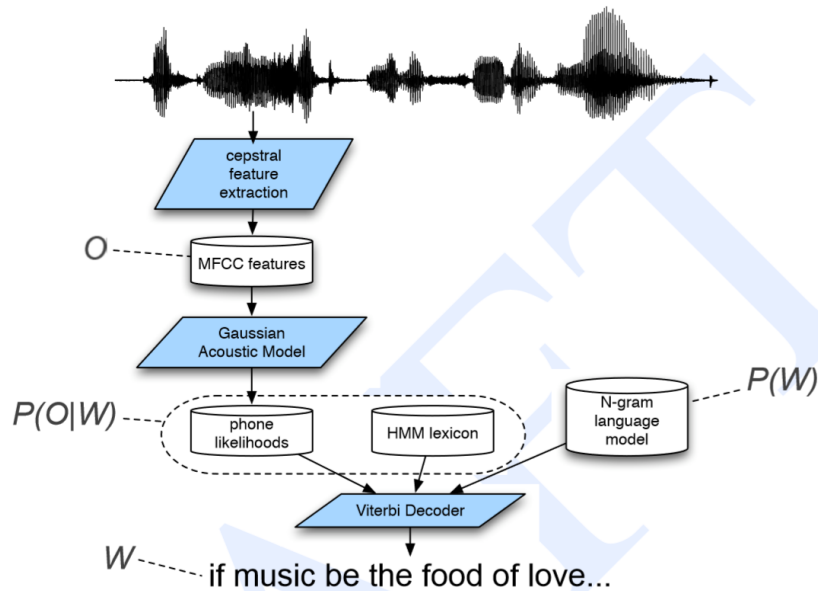 cepstral
feature
extraction
O
MFCC features
Gaussian
Acoustic Model
P(O|W)
phone
likelihoods
HMM lexicon
N-gram
language
model
P(W)
Viterbi Decoder
W
if music be the food of love...